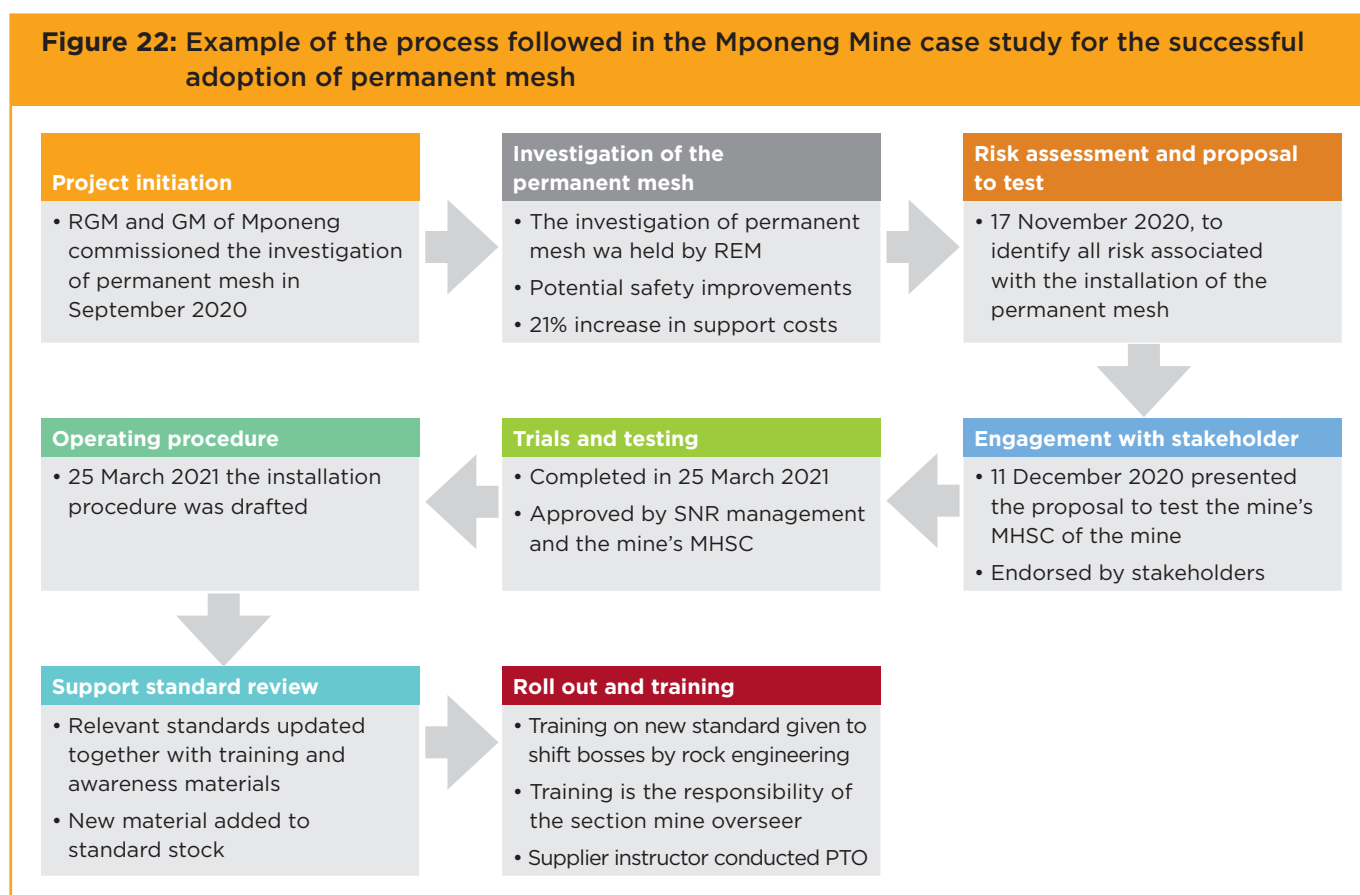 Figure 22: Example of the process followed in the Mponeng Mine case study for the successful
adoption of permanent mesh
Project initiation
• RGM and GM of Mponeng
commissioned the investigation
of permanent mesh in
September 2020
Investigation of the
permanent mesh
• The investigation of permanent
mesh wa held by REM
• Potential safety improvements
• 21% increase in support costs
Risk assessment and proposal
to test
• 17 November 2020, to
identify all risk associated
with the installation of the
permanent mesh
Engagement with stakeholder
• 11 December 2020 presented
the proposal to test the mine's
MHSC of the mine
• Endorsed by stakeholders
Trials and testing
• Completed in 25 March 2021
• Approved by SNR management
and the mine's MHSC
Operating procedure
• 25 March 2021 the installation
procedure was drafted
Support standard review
• Relevant standards updated
together with training and
awareness materials
• New material added to
standard stock
Roll out and training
• Training on new standard given to
shift bosses by rock engineering
• Training is the responsibility of
the section mine overseer
• Supplier instructor conducted PTO